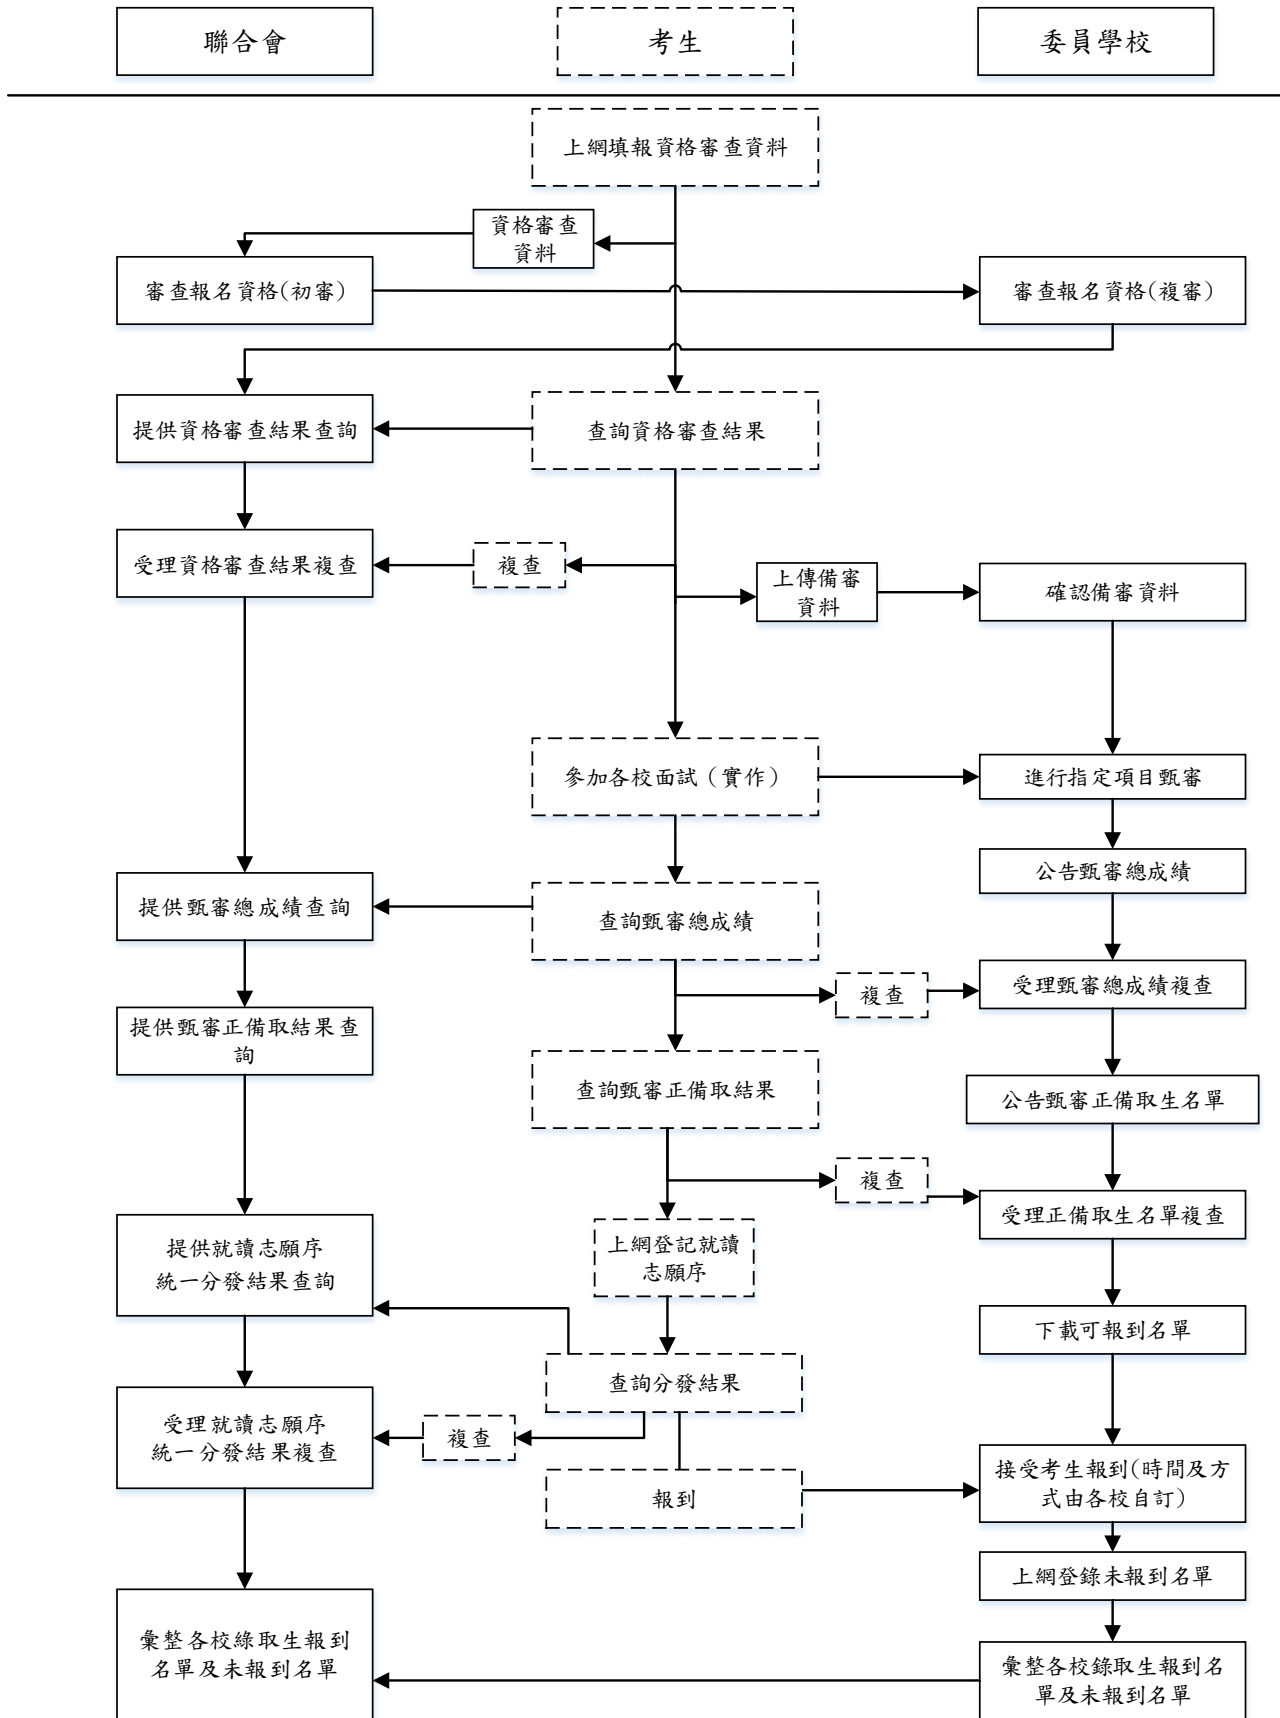 聯合會
考生
委員學校
上網填報資格審查資料
資格審查
資料
審查報名資格(初審)
審查報名資格(複審)
提供資格審查結果查詢
查詢資格審查結果
受理資格審查結果複查
複查
上傳備審
資料
確認備審資料
參加各校面試（實作）
進行指定項目甄審
公告甄審總成績
提供甄審總成績查詢
查詢甄審總成績
複查
受理甄審總成績複查
提供甄審正備取結果查
詢
查詢甄審正備取結果
公告甄審正備取生名單
複查
受理正備取生名單複查
上網登記就讀
志願序
提供就讀志願序
統一分發結果查詢
下載可報到名單
查詢分發結果
受理就讀志願序
統一分發結果複查
複查
接受考生報到(時間及方
式由各校自訂)
報到
上網登錄未報到名單
彙整各校綠取生報到
名單及未報到名單
彙整各校錄取生報到名
單及未報到名單